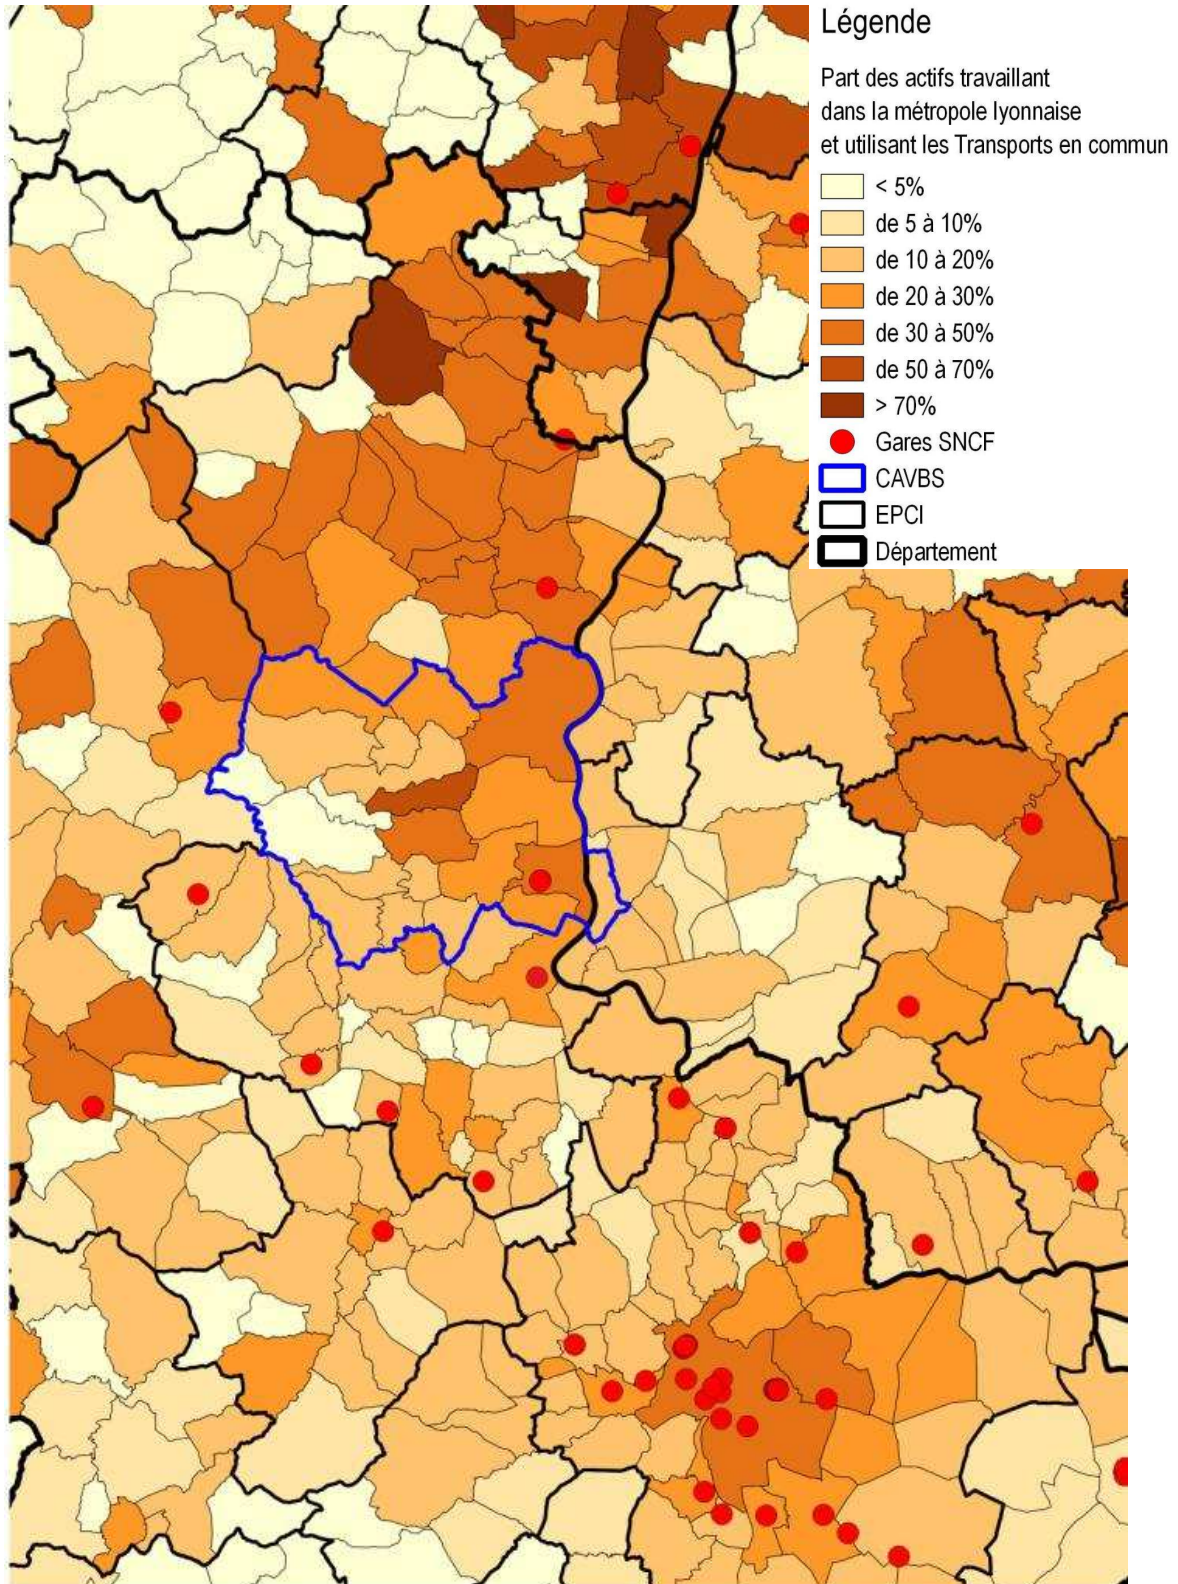 Légende
Part des actifs travaillant
dans la métropole lyonnaise
et utilisant les Transports en commun
< 5%
de 5 à 10%
de 10 à 20%
de 20 à 30%
de 30 à 50%
de 50 à 70%
> 70%
Gares SNCF
CAVBS
EPCI
Département